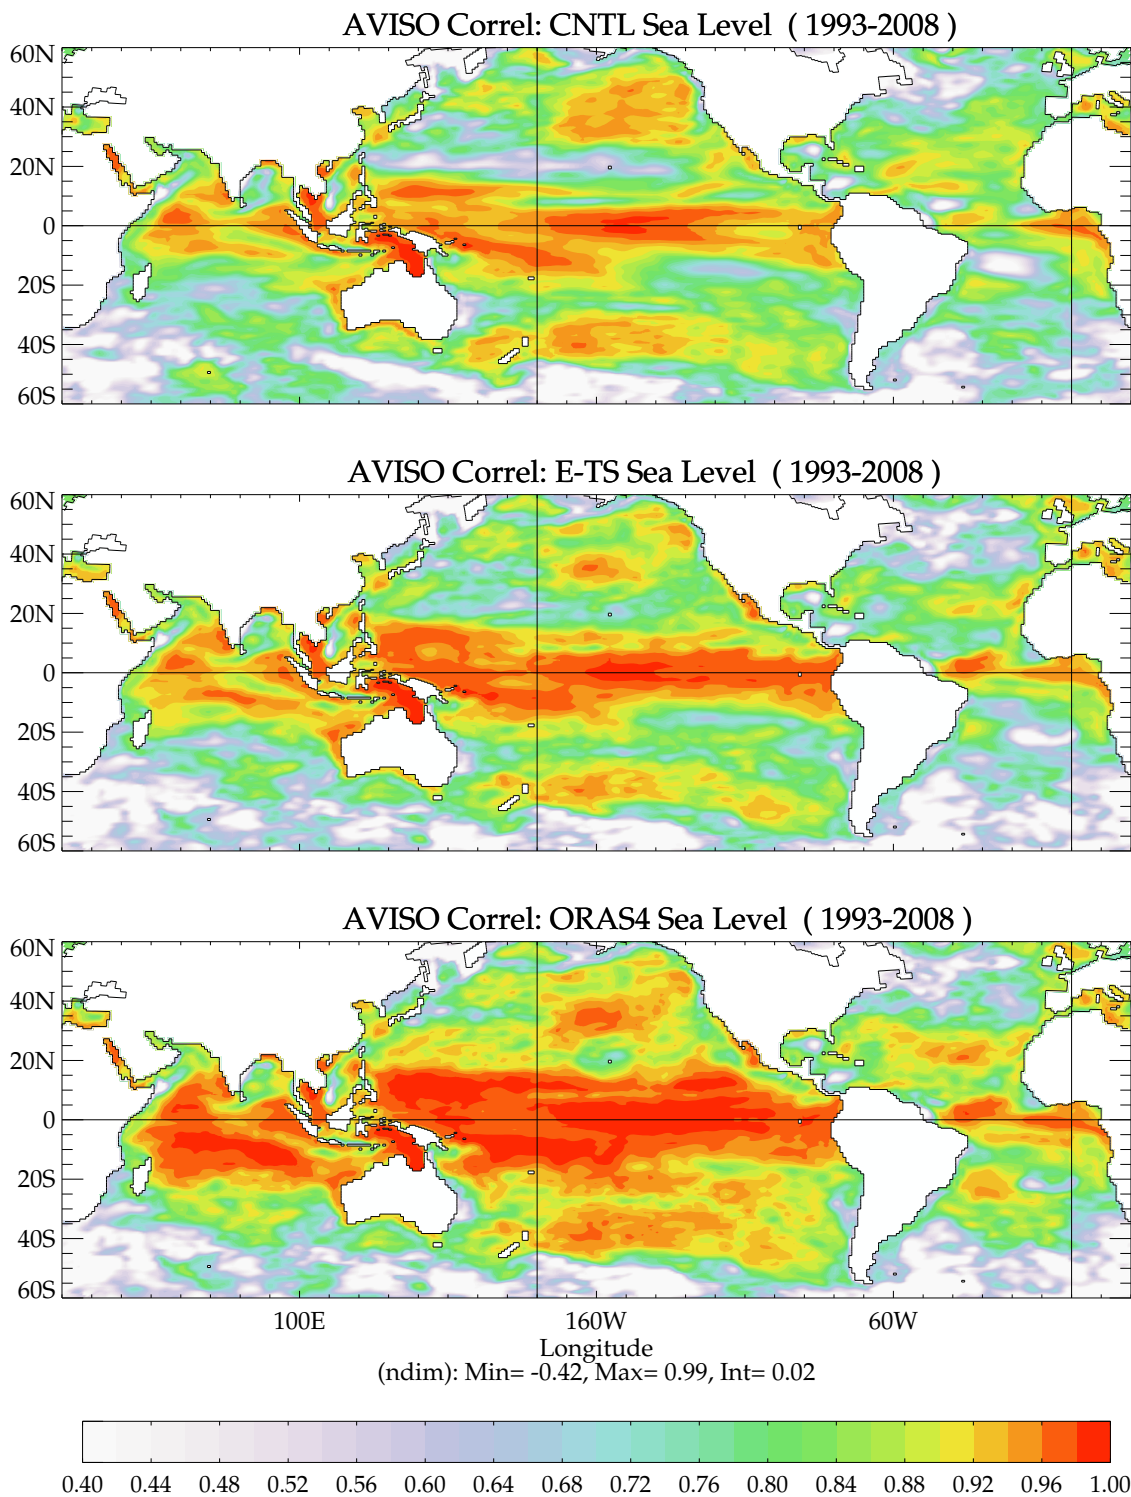 AVISO Correl: CNTL Sea Level ( 1993-2008 )
60N
40N
20N
0
20S
40S
60S
AVISO Correl: E-TS Sea Level ( 1993-2008 )
60N
40N
20N
0
20S
40S
60S
AVISO Correl: ORAS4 Sea Level ( 1993-2008 )
60N
40N
20N
0
20S
40S
60S
100E 160W 60W
Longitude
(ndim): Min= -0.42, Max= 0.99, Int= 0.02
0.40 0.44 0.48 0.52 0.56 0.60 0.64 0.68 0.72 0.76 0.80 0.84 0.88 0.92 0.96 1.00